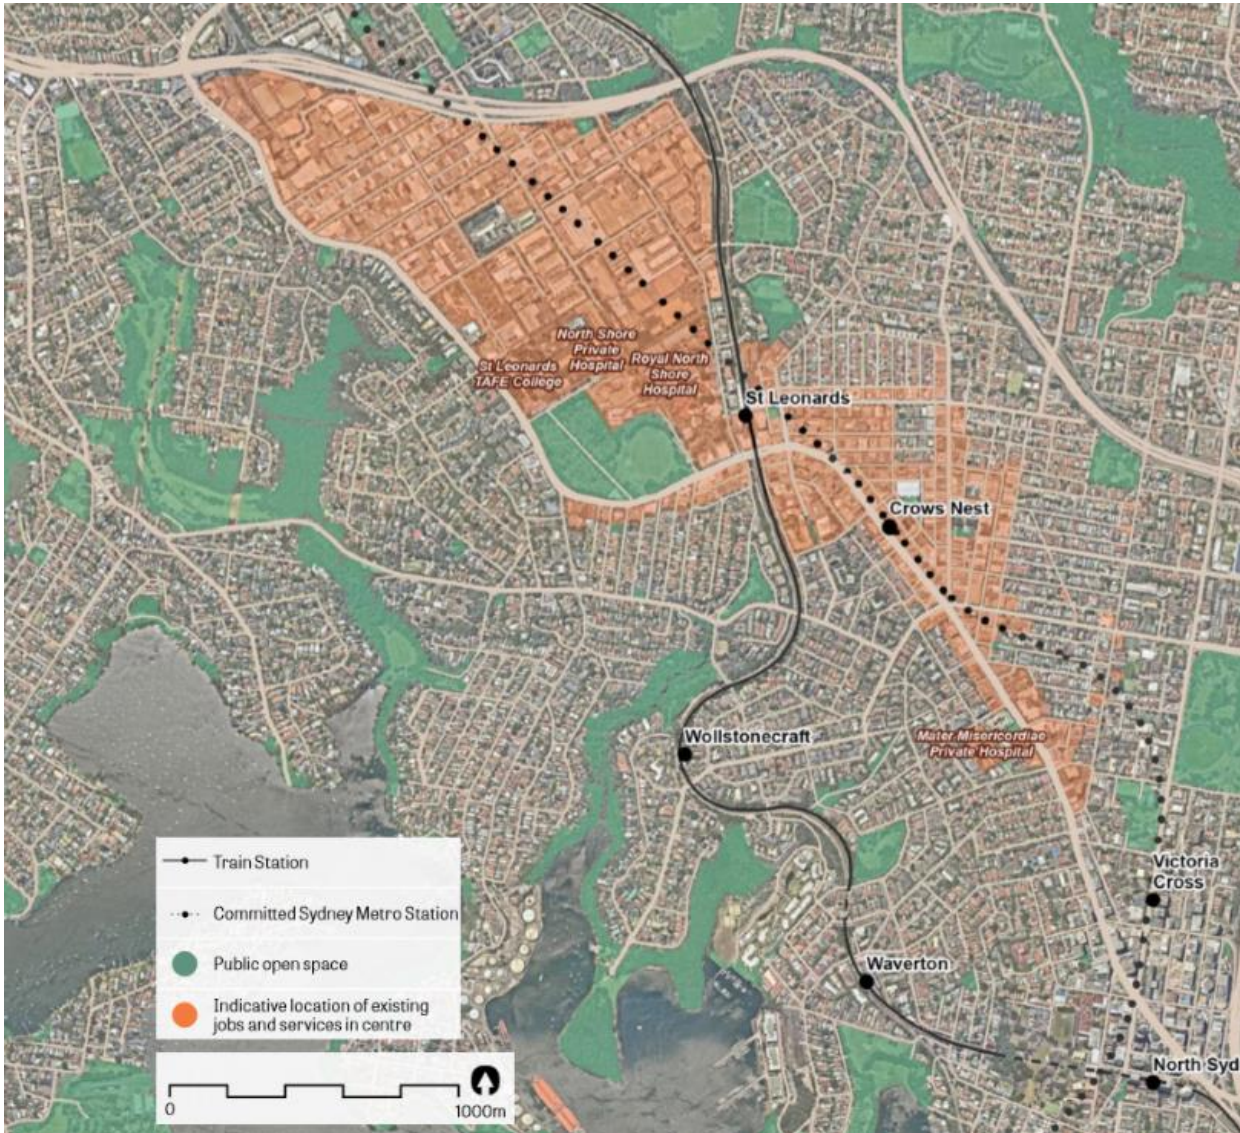 North Shore
Private
Hospital
St Leonards
TAFE College
Royal North
Shore
Hospital
St Leonards
Crows Nest
Wollstonecraft
Mater Misericordiae
Private Hospital
Victoria
Cross
Waverton
North Syd
Train Station
Committed Sydney Metro Station
Public open space
Indicative location of existing
jobs and services in centre
0
1000m